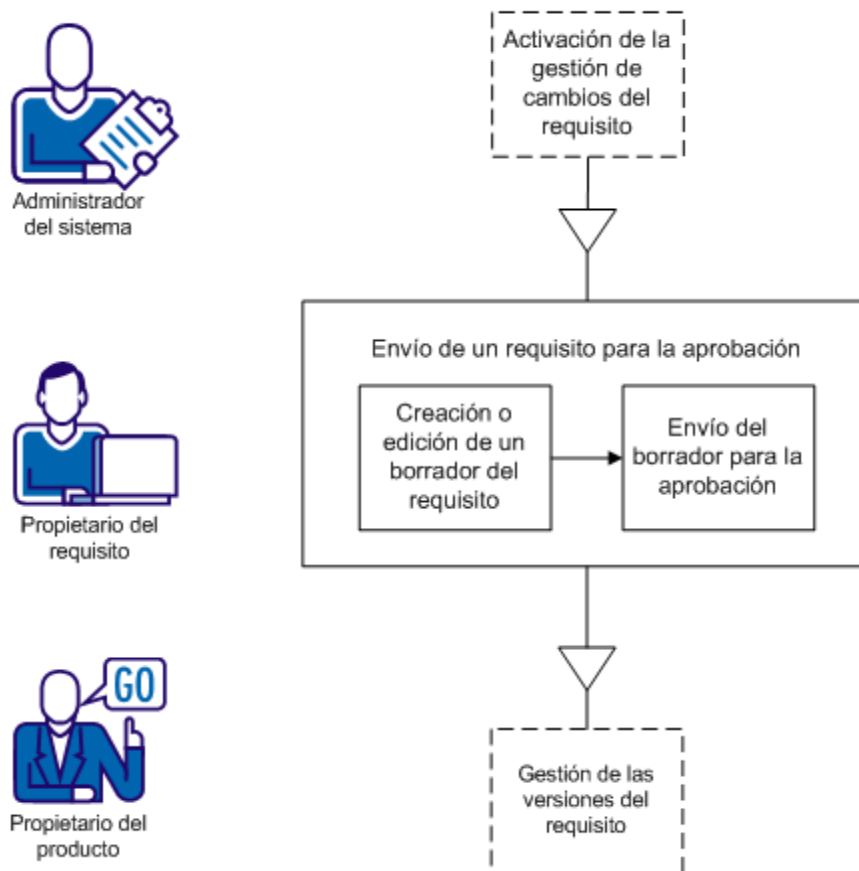 Activación de la
gestión de
cambios del
requisito
Administrador
del sistema
Envío de un requisito para la aprobación
Creación o
edición de un
borrador del
requisito
Envío del
borrador para la
aprobación
Propietario del
requisito
GO
Propietario del
producto
Gestión de las
versiones del
requisito